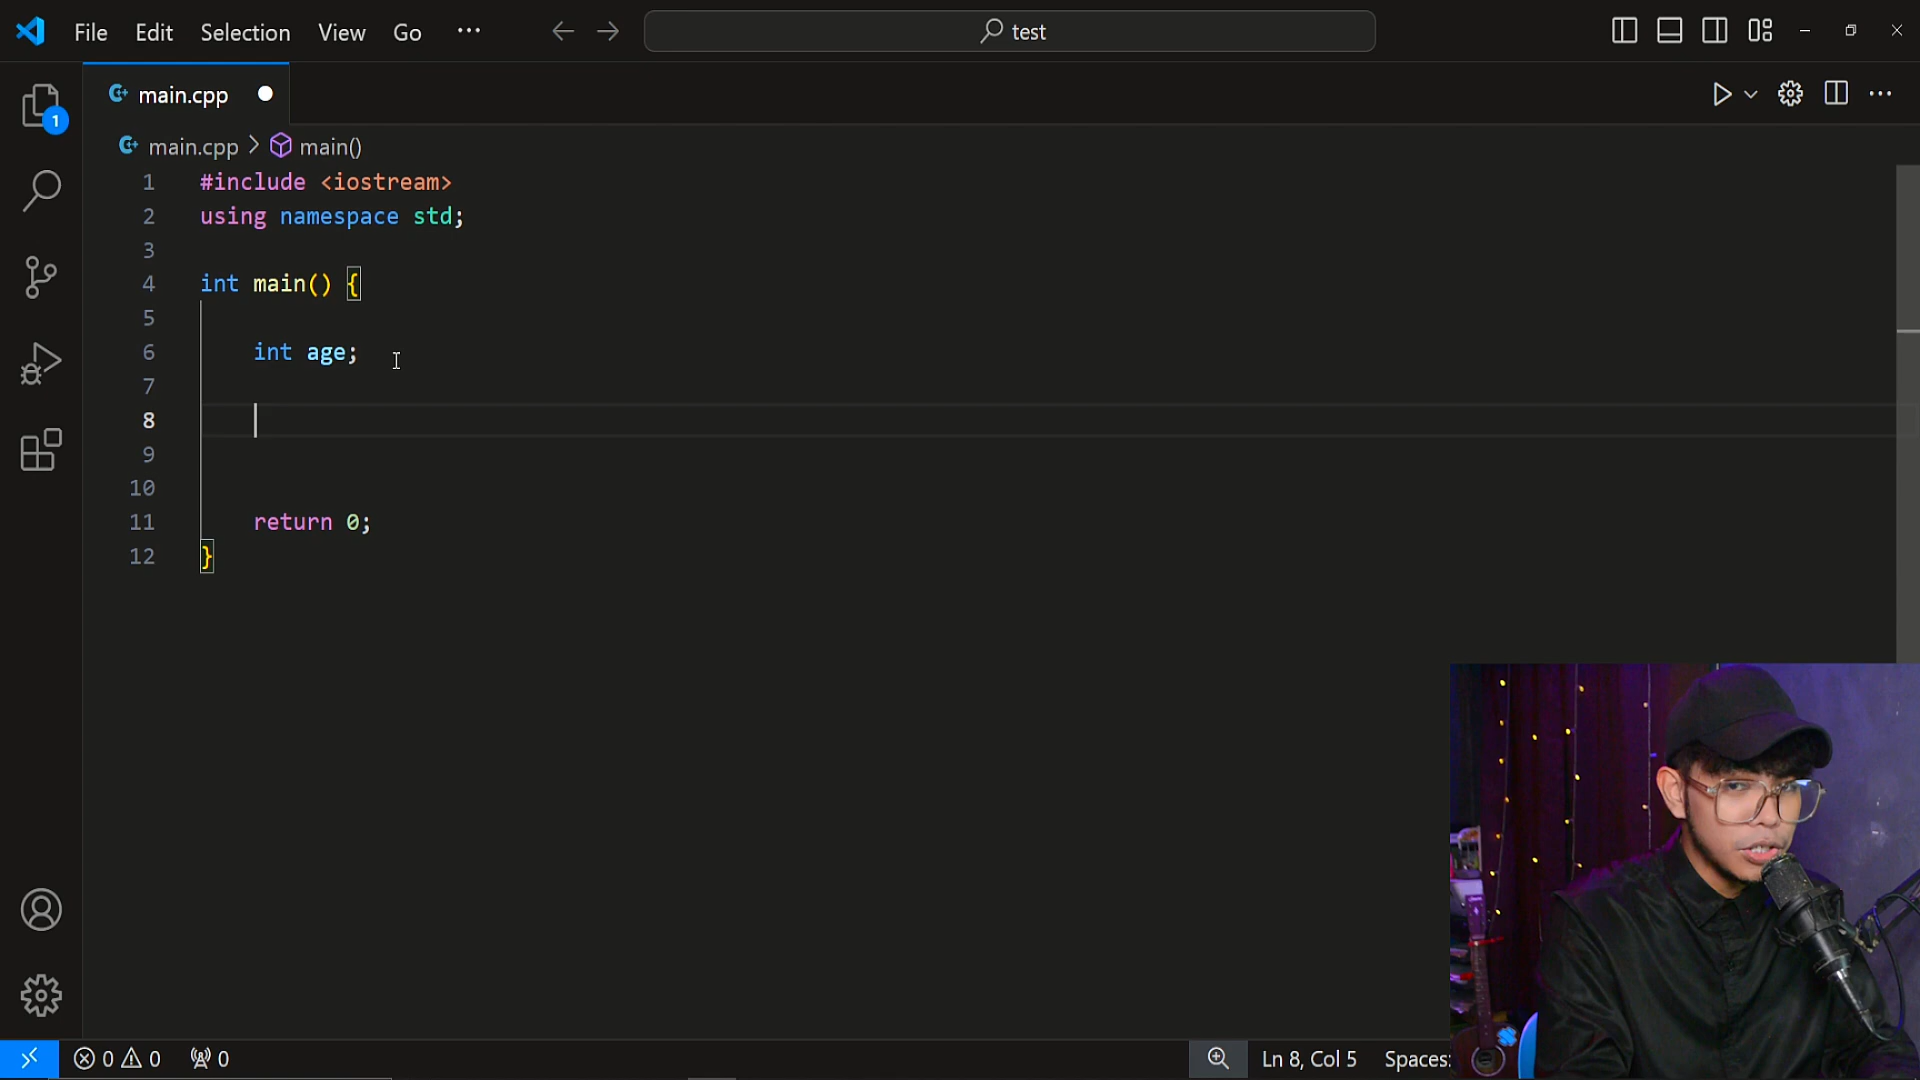 File Edit Selection View Go ··· test
main.cpp
main.cpp > main()
1 #include <iostream>
2 using namespace std;
3
4 int main() {
5
6 int age;
7
8
9
10
11 return 0;
12 }
1
0 0 0 Ln 8, Col 5 Spaces: